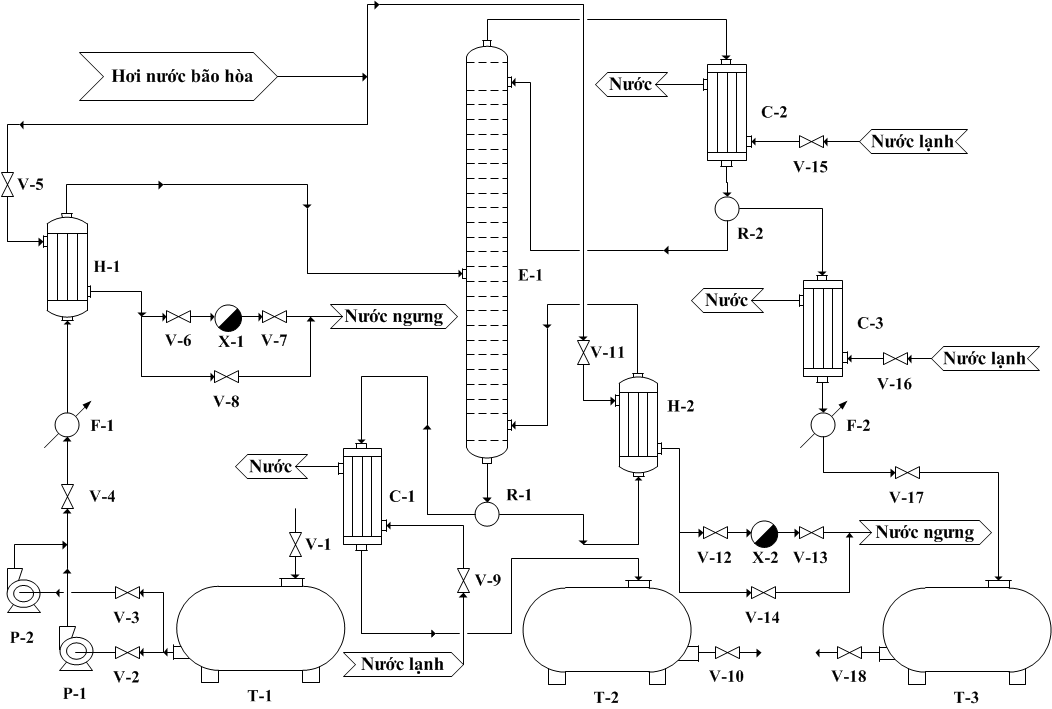 Hơi nước bão hòa
Nước
C-2
Nước lạnh
V-15
V-5
R-2
H-1
E-1
Nước
C-3
Nước ngưng
V-6
X-1
V-7
V-11
Nước lạnh
V-16
V-8
H-2
F-1
F-2
Nước
C-1
R-1
V-4
V-17
V-1
Nước ngưng
V-12
X-2
V-13
V-9
V-3
V-14
P-2
Nước lạnh
V-2
V-10
V-18
P-1
T-1
T-2
T-3